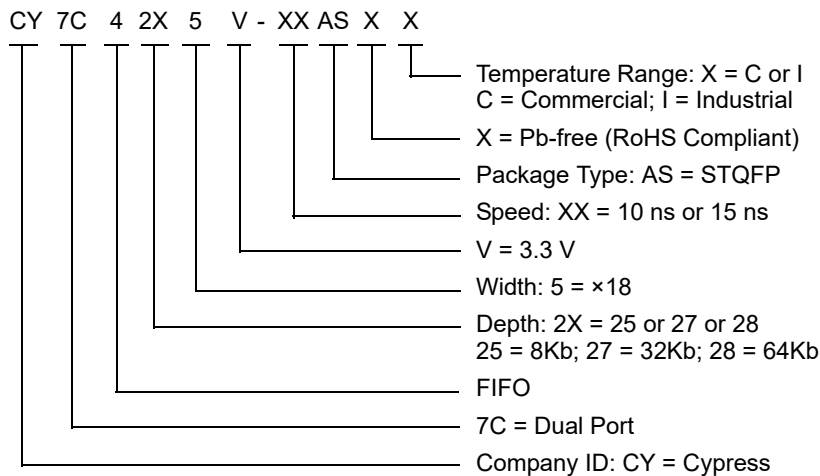 CY 7C 4 2X 5 V - XX AS X X
Temperature Range: X = C or I
C = Commercial; I = Industrial
X = Pb-free (RoHS Compliant)
Package Type: AS = STQFP
Speed: XX = 10 ns or 15 ns
V = 3.3 V
Width: 5 = ×18
Depth: 2X = 25 or 27 or 28
25 = 8Kb; 27 = 32Kb; 28 = 64Kb
FIFO
7C = Dual Port
Company ID: CY = Cypress